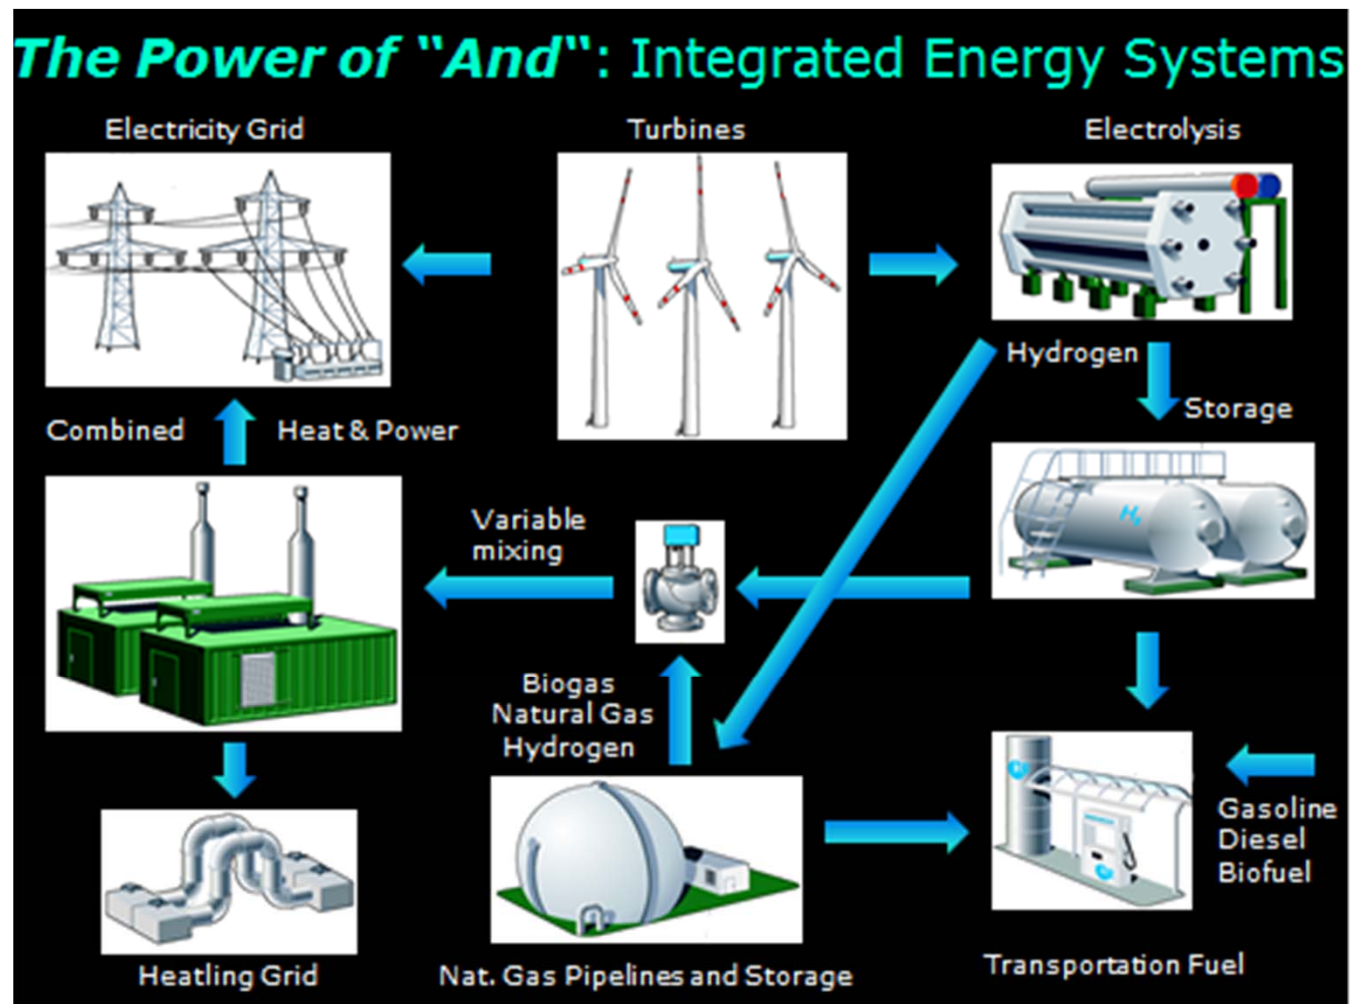 The Power of “And“: Integrated Energy Systems
Electricity Grid
Turbines
Electrolysis
Hydrogen
Storage
Combined
Heat & Power
Variable
mixing
H₂
Biogas
Natural Gas
Hydrogen
Gasoline
Diesel
Biofuel
Heatling Grid
Nat. Gas Pipelines and Storage
Transportation Fuel